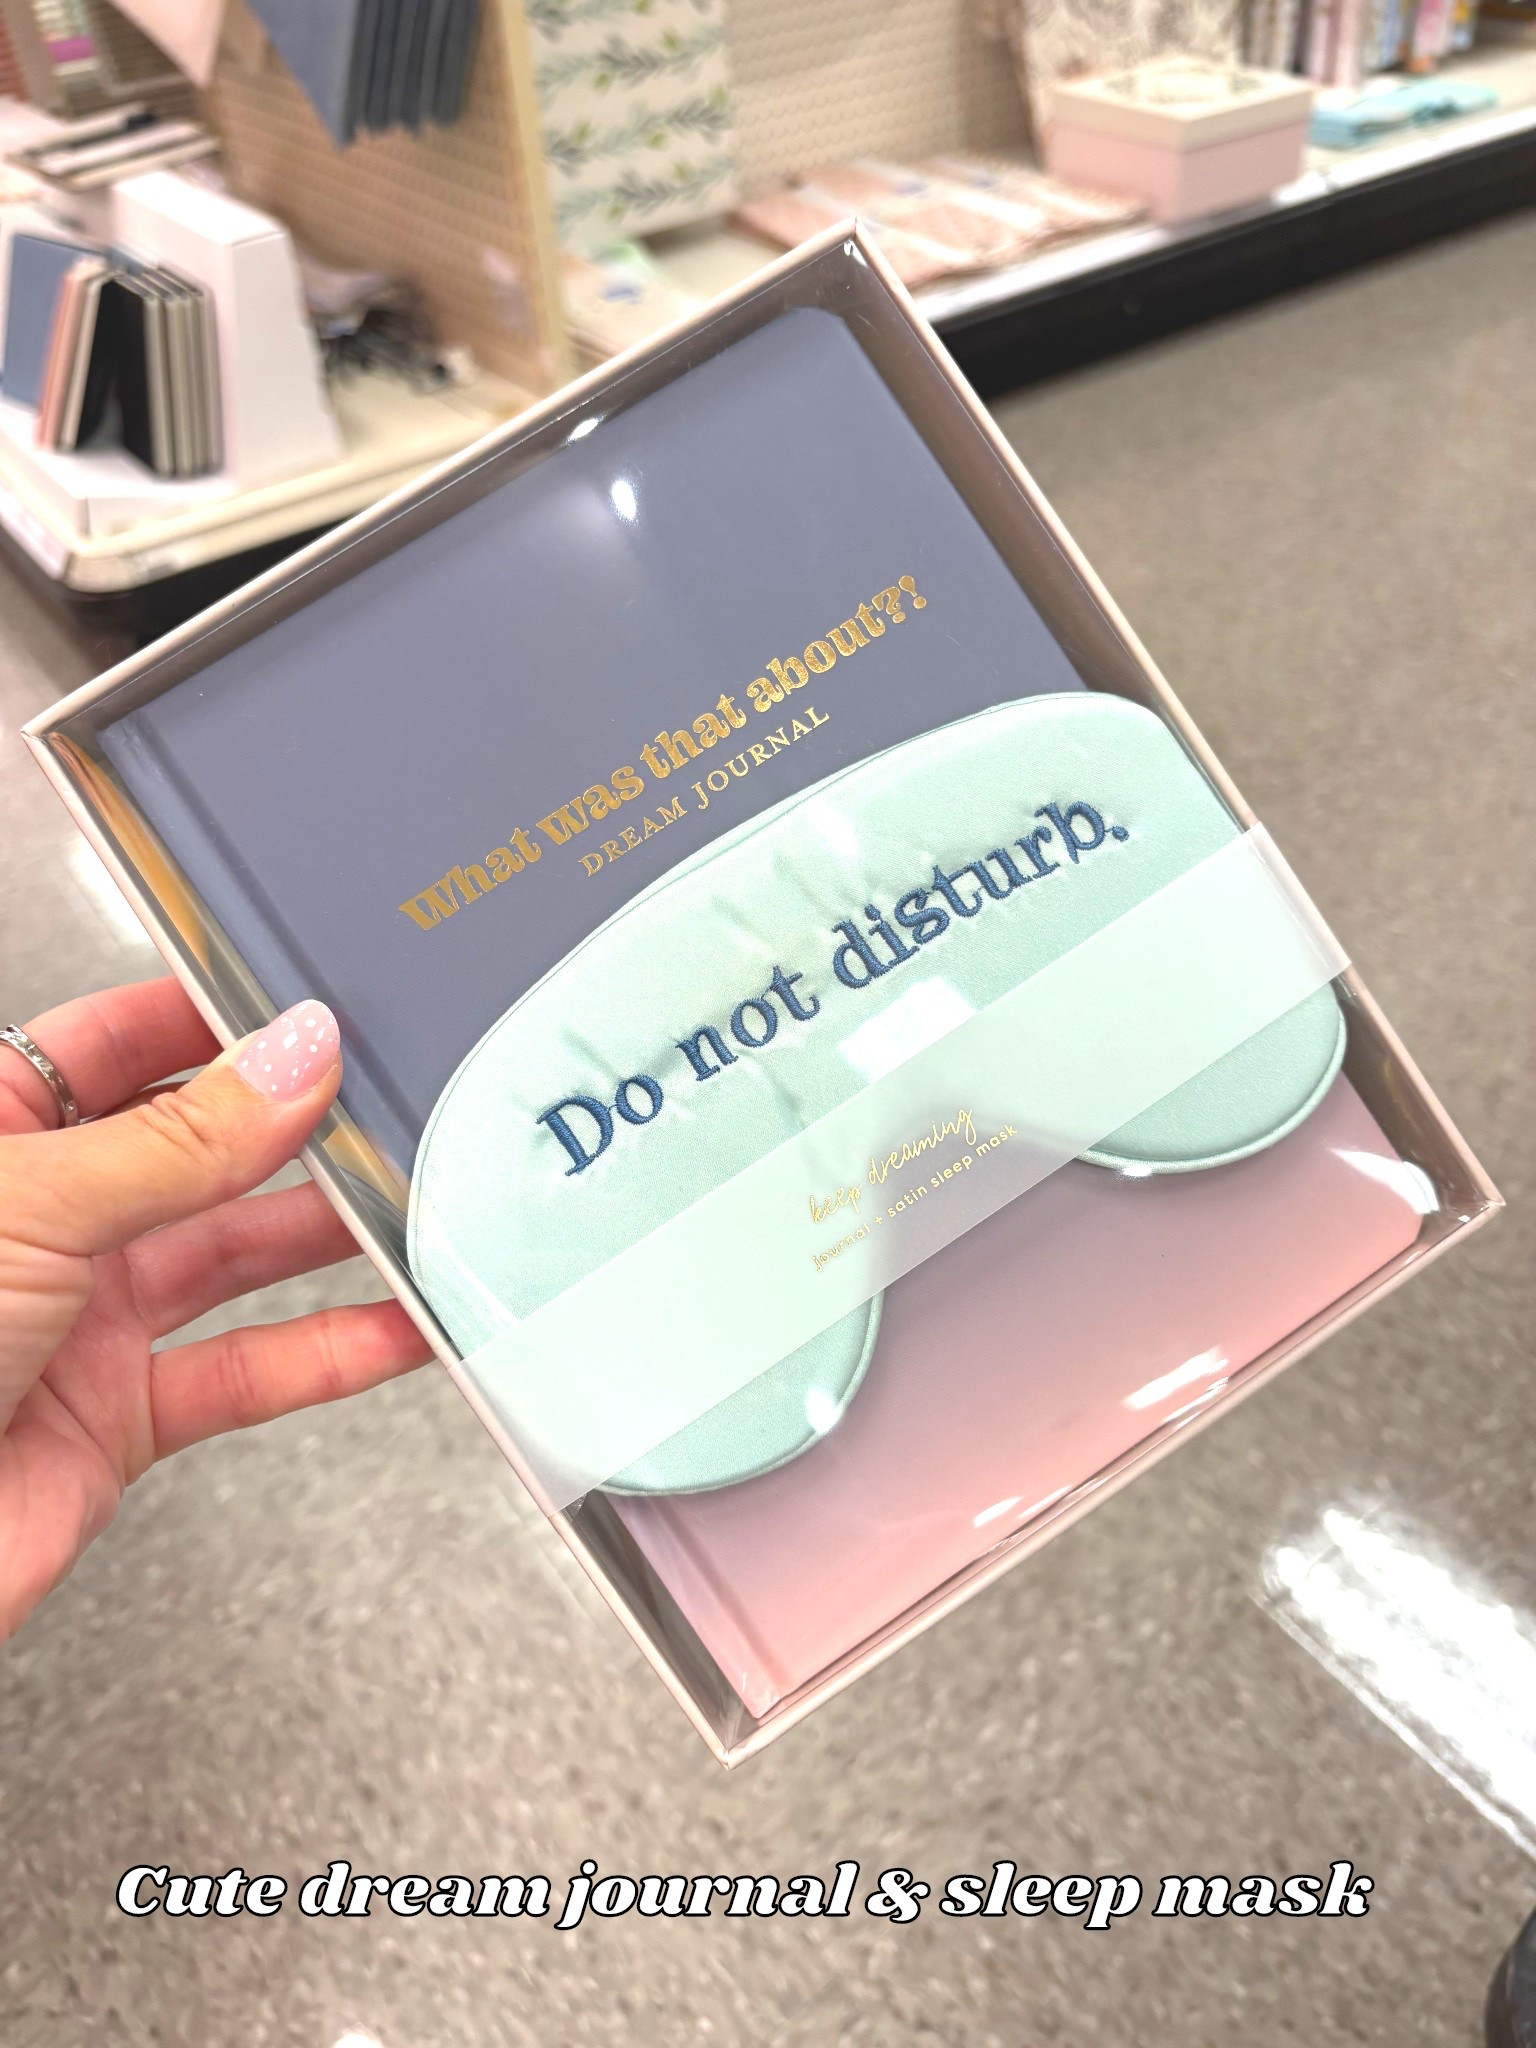 What was that about?!
DREAM JOURNAL
Do not disturb.
keep dreaming
journal + satin sleep mask
Cute dream journal & sleep mask